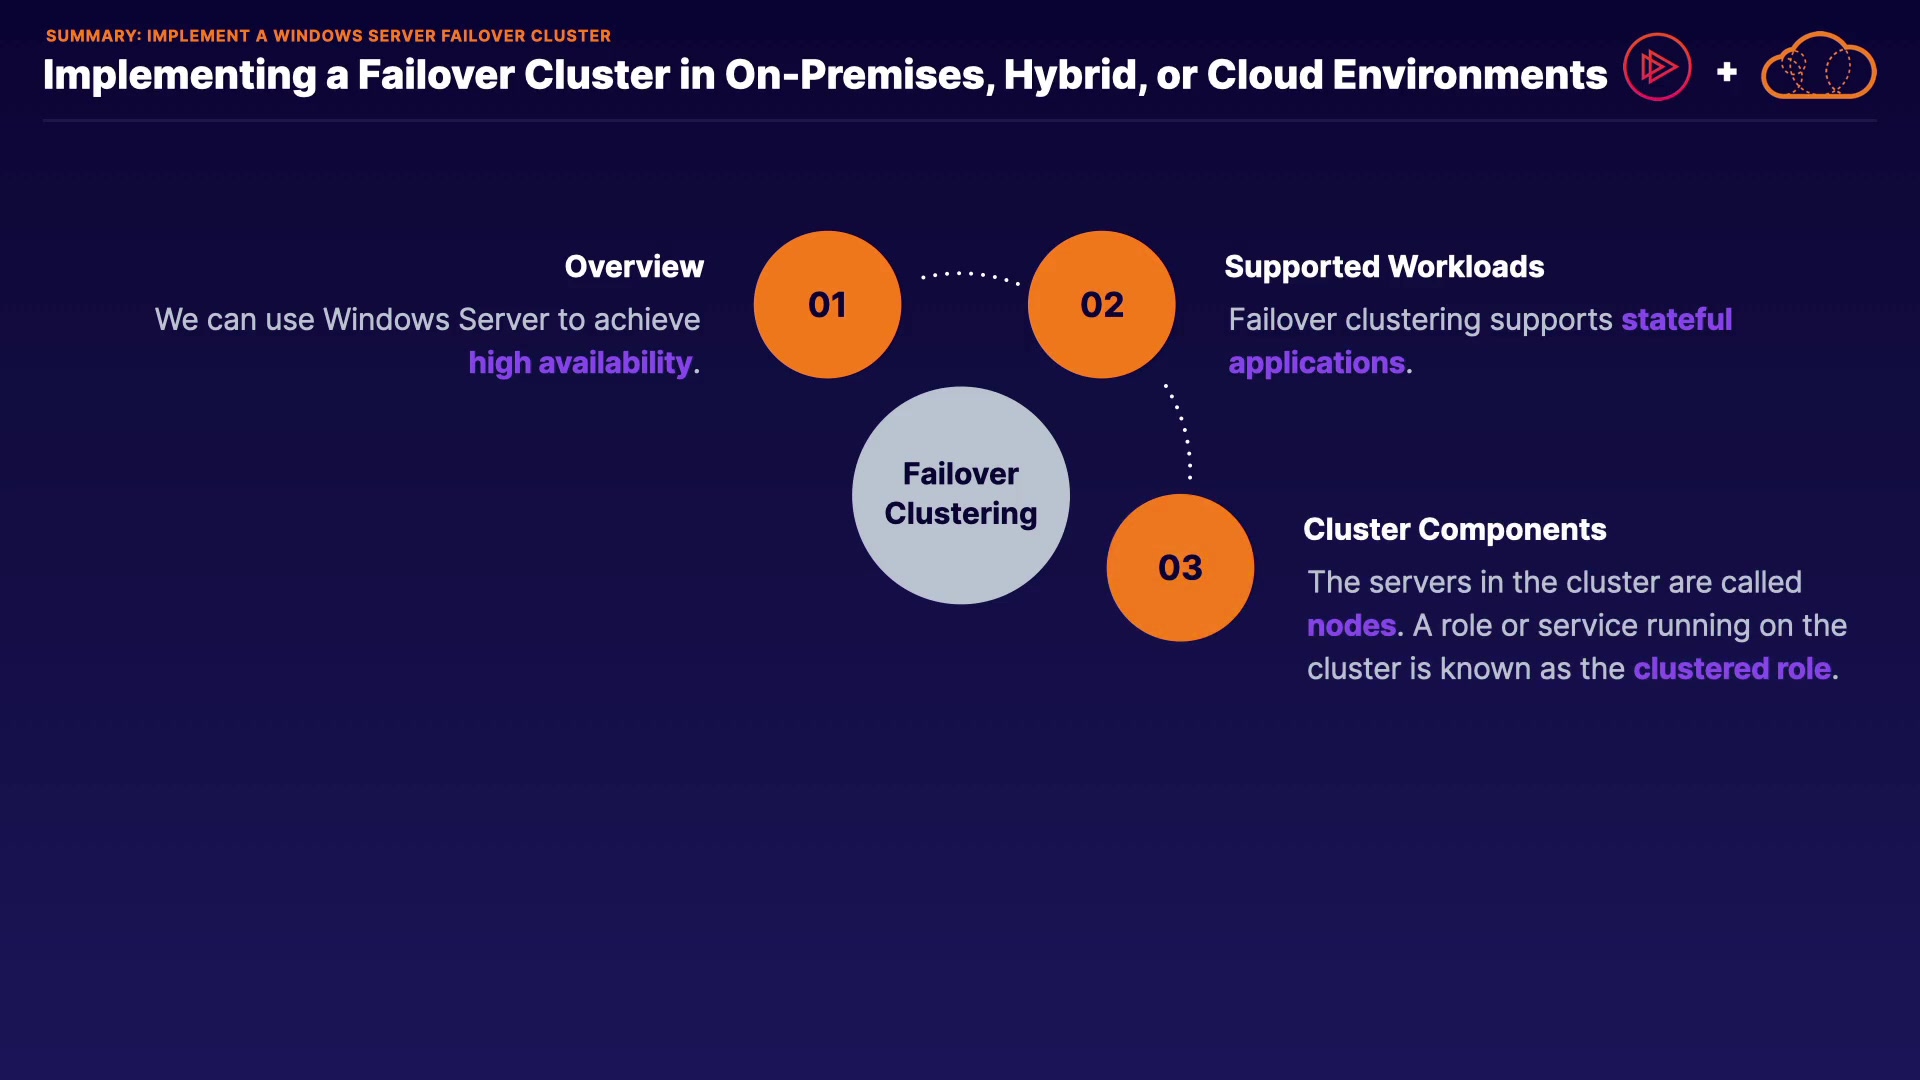 SUMMARY: IMPLEMENT A WINDOWS SERVER FAILOVER CLUSTER
Implementing a Failover Cluster in On-Premises, Hybrid, or Cloud Environments
+
Overview
We can use Windows Server to achieve
high availability.
01
02
Supported Workloads
Failover clustering supports stateful
applications.
Failover
Clustering
03
Cluster Components
The servers in the cluster are called
nodes. A role or service running on the
cluster is known as the clustered role.